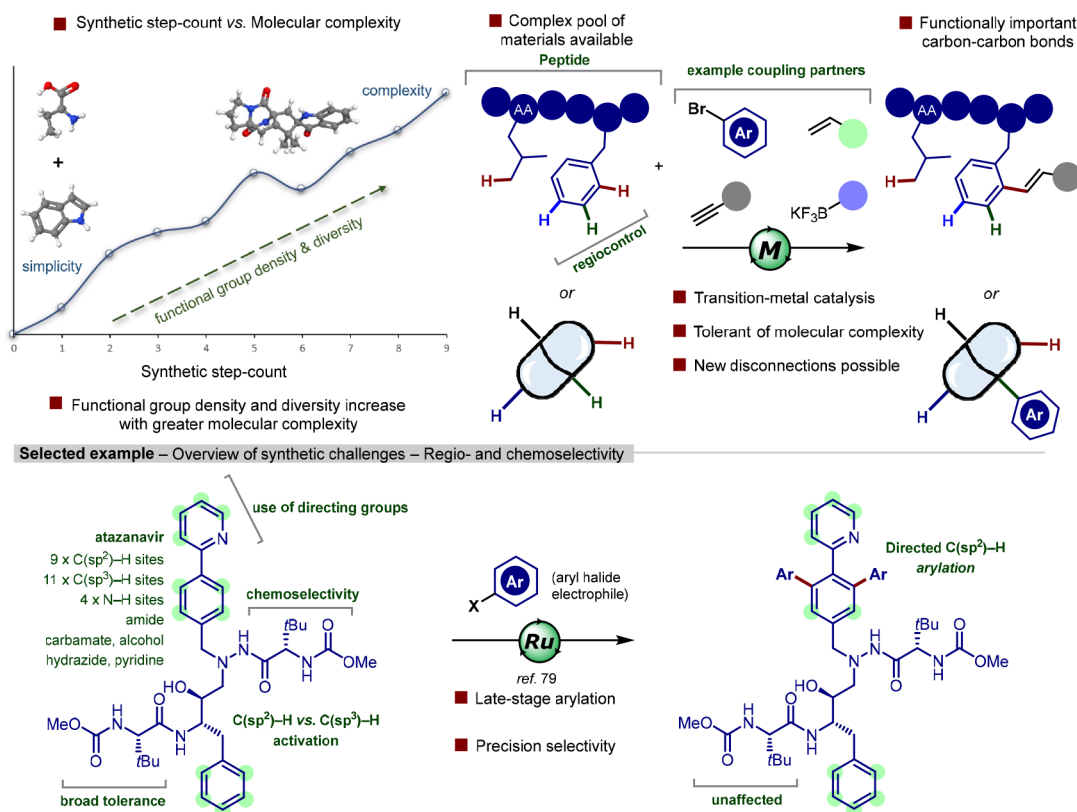 Synthetic step-count vs. Molecular complexity
complexity
+
simplicity
functional group density & diversity
0 1 2 3 4 5 6 7 8 9
Synthetic step-count
Functional group density and diversity increase
with greater molecular complexity
Complex pool of
materials available
Peptide
AA
H
H
H
regiocontrol
or
H
H
H
H
+
example coupling partners
Br
Ar
KF3B
M
Transition-metal catalysis
Tolerant of molecular complexity
New disconnections possible
Functionally important
carbon-carbon bonds
AA
H
H
H
or
H
H
H
Ar
Selected example – Overview of synthetic challenges – Regio- and chemoselectivity
use of directing groups
atazanavir
9 x C(sp2)–H sites
11 x C(sp3)–H sites
4 x N–H sites
amide
carbamate, alcohol
hydrazide, pyridine
chemoselectivity
N
tBu
O
NH
N
N
H
OMe
O
HO
O
H
N
MeO
N
H
O
tBu
C(sp2)–H vs. C(sp3)–H
activation
broad tolerance
Ar
X
(aryl halide
electrophile)
Ru
ref. 79
Late-stage arylation
Precision selectivity
N
Directed C(sp2)–H
arylation
Ar
Ar
tBu
O
NH
N
N
H
OMe
O
HO
O
H
N
MeO
N
H
O
tBu
unaffected